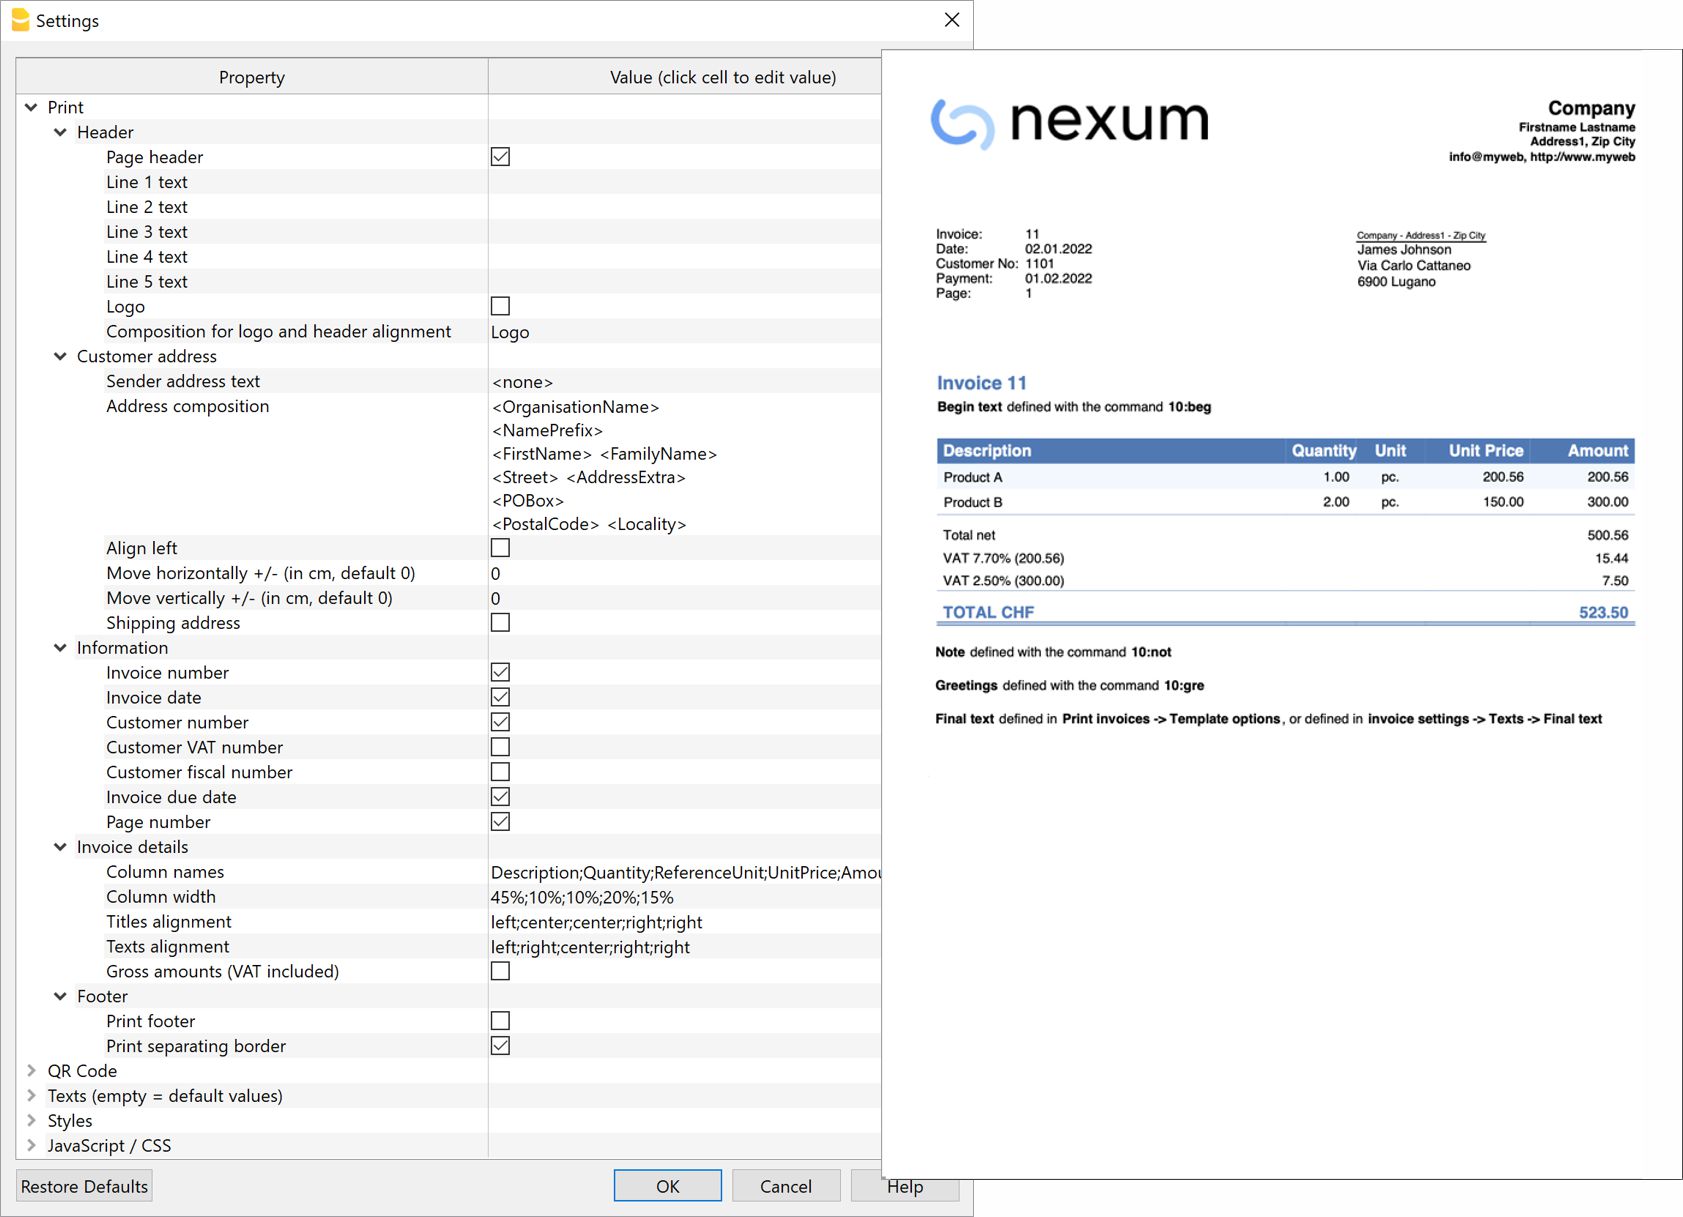 Settings
Property Value (click cell to edit value)
Print
Header
Page header
Line 1 text
Line 2 text
Line 3 text
Line 4 text
Line 5 text
Logo
Composition for logo and header alignment Logo
Customer address
Sender address text <none>
Address composition <OrganisationName>
<NamePrefix>
<FirstName> <FamilyName>
<Street> <AddressExtra>
<POBox>
<PostalCode> <Locality>
Align left
Move horizontally +/- (in cm, default 0) 0
Move vertically +/- (in cm, default 0) 0
Shipping address
Information
Invoice number
Invoice date
Customer number
Customer VAT number
Customer fiscal number
Invoice due date
Page number
Invoice details
Column names Description;Quantity;ReferenceUnit;UnitPrice;Amou
Column width 45%;10%;10%;20%;15%
Titles alignment left;center;center;right;right
Texts alignment left;right;center;right;right
Gross amounts (VAT included)
Footer
Print footer
Print separating border
QR Code
Texts (empty = default values)
Styles
JavaScript / CSS
Restore Defaults OK Cancel Help
nexum
Company
Firstname Lastname
Address1, Zip City
info@myweb, http://www.myweb
Invoice: 11
Date: 02.01.2022
Customer No: 1101
Payment: 01.02.2022
Page: 1
Company - Address1 - Zip City
James Johnson
Via Carlo Cattaneo
6900 Lugano
Invoice 11
Begin text defined with the command 10:beg
Description Quantity Unit Unit Price Amount
Product A 1.00 pc. 200.56 200.56
Product B 2.00 pc. 150.00 300.00
Total net 500.56
VAT 7.70% (200.56) 15.44
VAT 2.50% (300.00) 7.50
TOTAL CHF 523.50
Note defined with the command 10:not
Greetings defined with the command 10:gre
Final text defined in Print invoices -> Template options, or defined in invoice settings -> Texts -> Final text